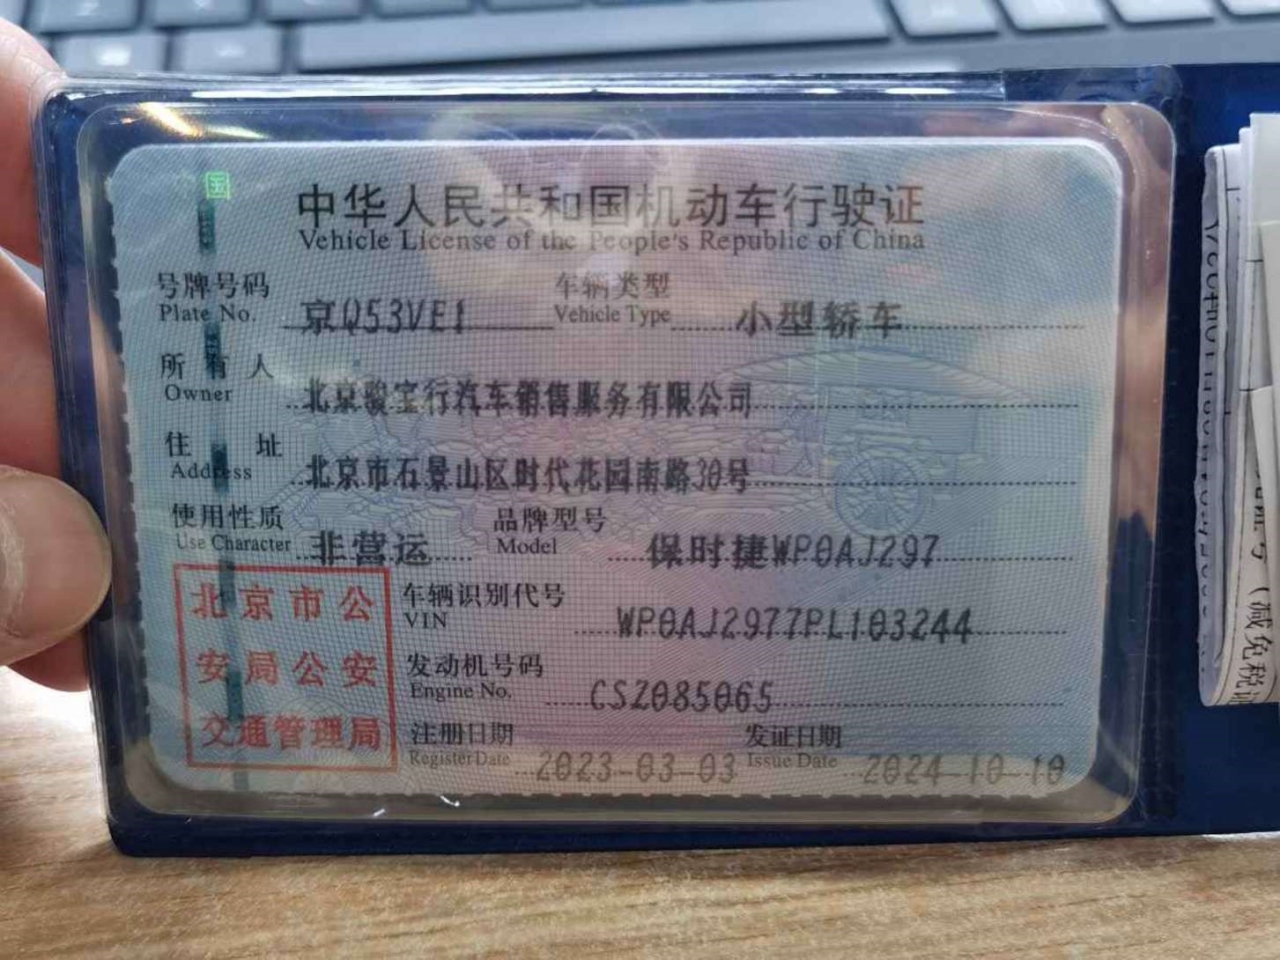 国
中华人民共和国机动车行驶证
Vehicle License of the People's Republic of China
号牌号码 京Q53VE1 车辆类型 小型轿车
Plate No. Vehicle Type
所有人 北京骏宝行汽车销售服务有限公司
Owner
住址 北京市石景山区时代花园南路30号
Address
使用性质 非营运 品牌型号 保时捷WP0AJ297
Use Character Model
北京市公
安局公安
交通管理局
车辆识别代号 WP0AJ2977PL103244
VIN
发动机号码 CSZ085065
Engine No.
注册日期 2023-03-03 发证日期 2024-10-10
Register Date Issue Date
(减免税